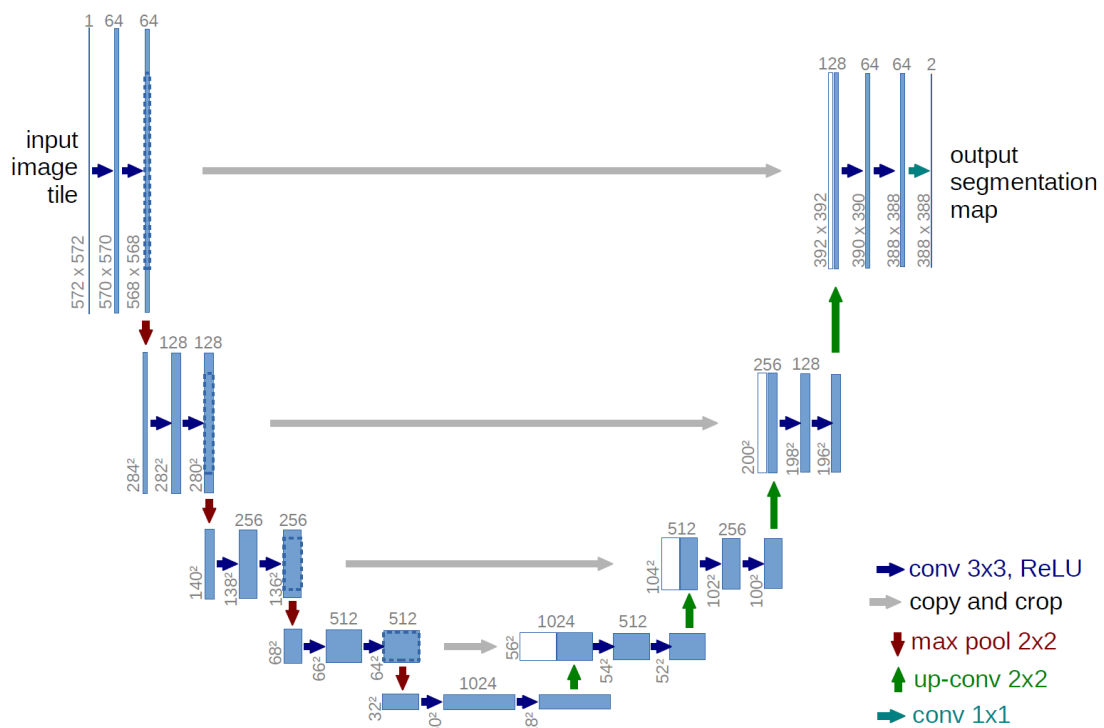 1 64 64
input
image
tile
572 x 572
570 x 570
568 x 568
128 64 64 2
output
segmentation
map
392 x 392
390 x 390
388 x 388
388 x 388
128 128
284²
282²
280²
256 128
200²
198²
196²
256 256
140²
138²
136²
512 256
104²
102²
100²
512 512
68²
66²
64²
1024 512
56²
54²
52²
1024
32²
0²
8²
conv 3x3, ReLU
copy and crop
max pool 2x2
up-conv 2x2
conv 1x1